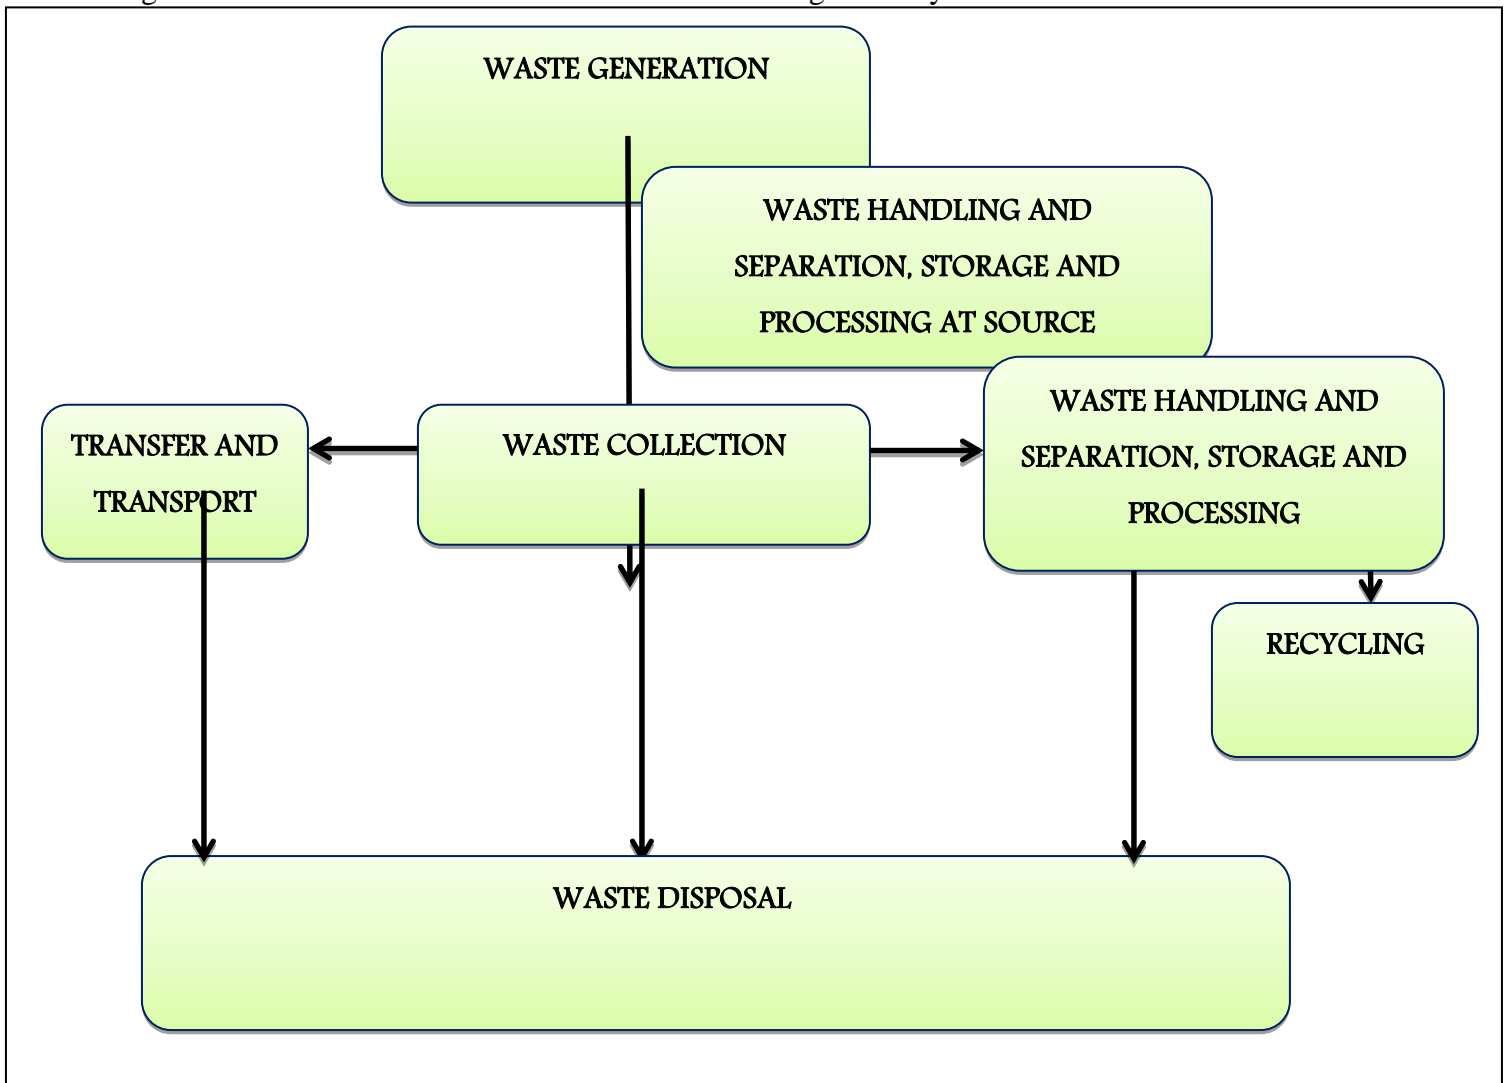 WASTE GENERATION
WASTE HANDLING AND
SEPARATION, STORAGE AND
PROCESSING AT SOURCE
TRANSFER AND
TRANSPORT
WASTE COLLECTION
WASTE HANDLING AND
SEPARATION, STORAGE AND
PROCESSING
RECYCLING
WASTE DISPOSAL